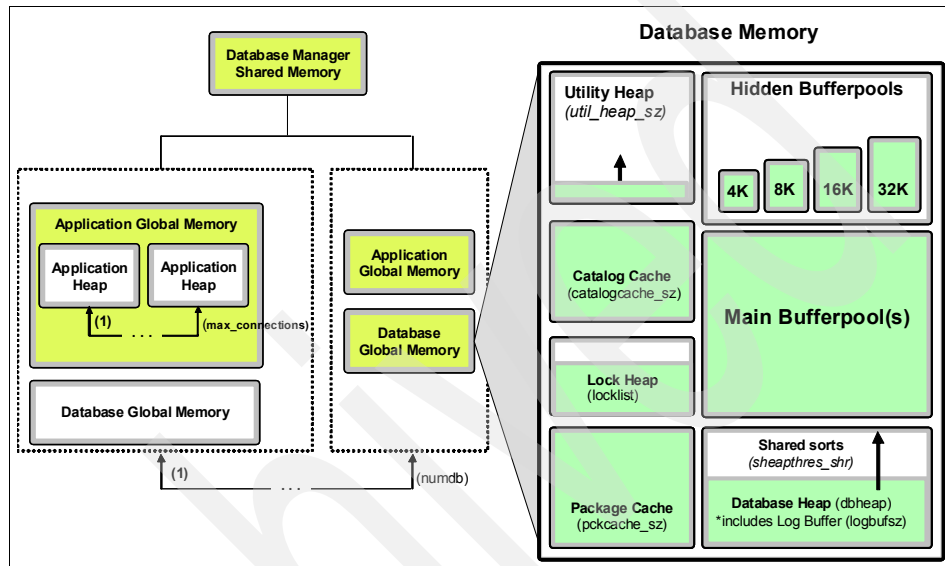 Database Manager
Shared Memory
Application Global Memory
Application
Heap
Application
Heap
(1)
. . .
(max_connections)
Database Global Memory
Application
Global Memory
Database
Global Memory
(1)
...
(numdb)
Database Memory
Utility Heap
(util_heap_sz)
Hidden Bufferpools
4K
8K
16K
32K
Catalog Cache
(catalogcache_sz)
Main Bufferpool(s)
Lock Heap
(locklist)
Package Cache
(pckcache_sz)
Shared sorts
(sheapthres_shr)
Database Heap (dbheap)
*includes Log Buffer (logbufsz)